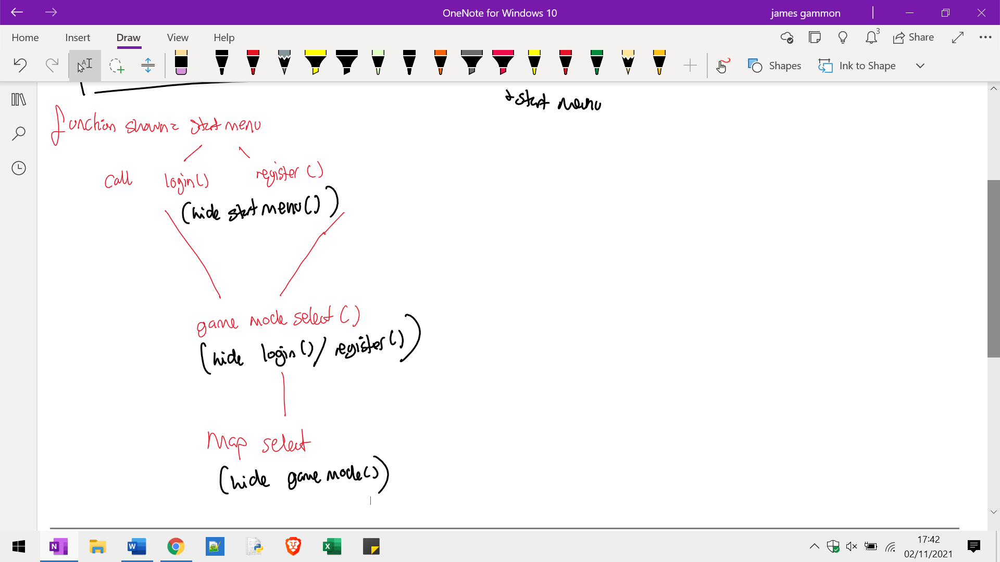 OneNote for Windows 10
james gammon
Home Insert Draw View Help
3
Share
Shapes
Ink to Shape
start menu
function shown= start menu
call login() register ()
(hide start menu())
game mode select ()
(hide login()/ register())
Map select
(hide game mode())
17:42
02/11/2021